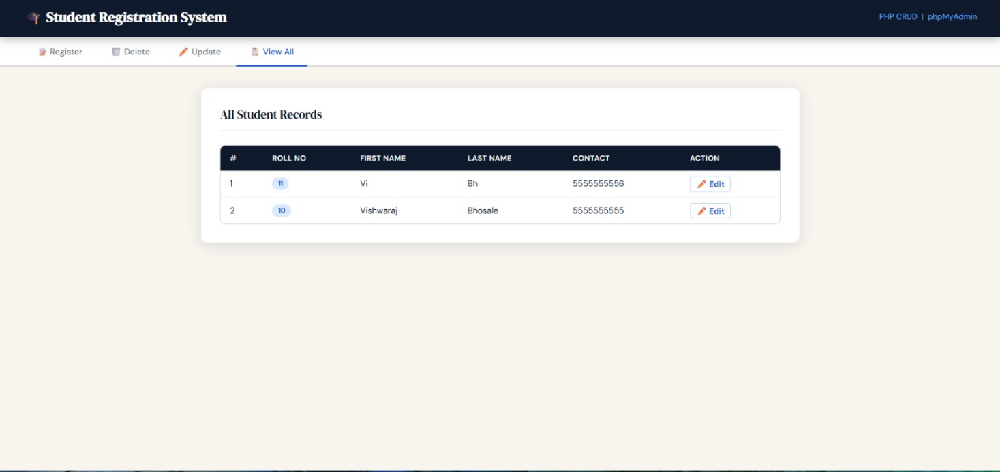 Student Registration System
PHP CRUD | phpMyAdmin
Register Delete Update View All
All Student Records
# ROLL NO FIRST NAME LAST NAME CONTACT ACTION
1 11 Vi Bh 5555555556 Edit
2 10 Vishwaraj Bhosale 5555555555 Edit